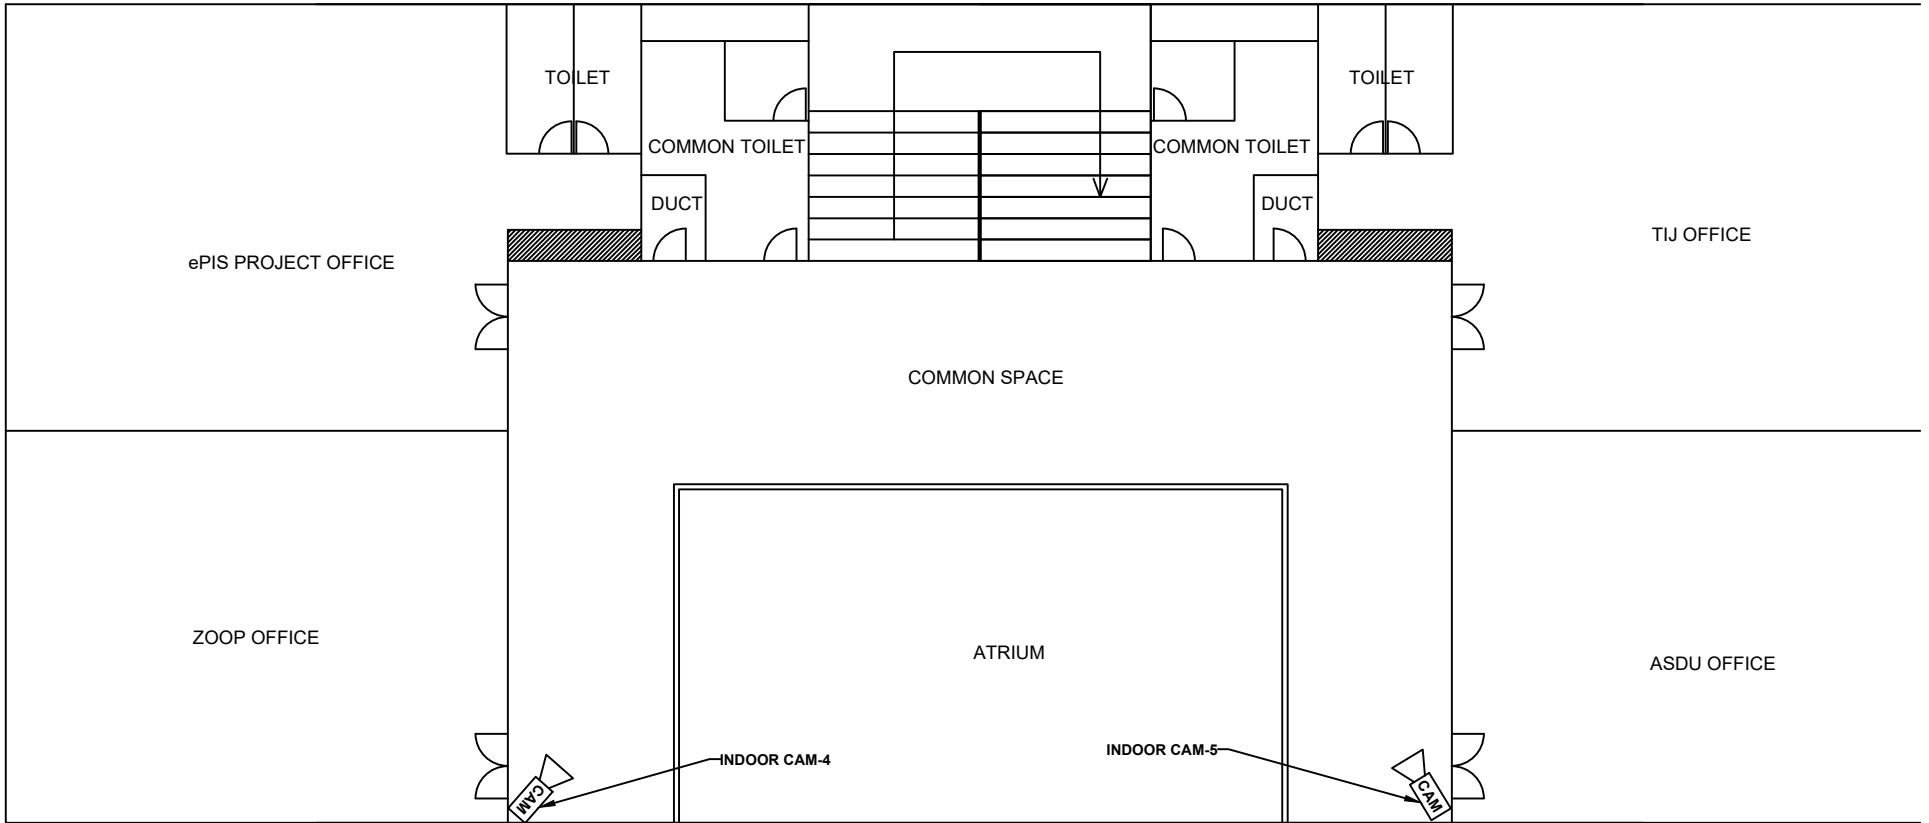 TOILET
TOILET
COMMON TOILET
COMMON TOILET
DUCT
DUCT
TIJ OFFICE
ePIS PROJECT OFFICE
COMMON SPACE
ZOOP OFFICE
ATRIUM
ASDU OFFICE
INDOOR CAM-4
INDOOR CAM-5
CAM
CAM